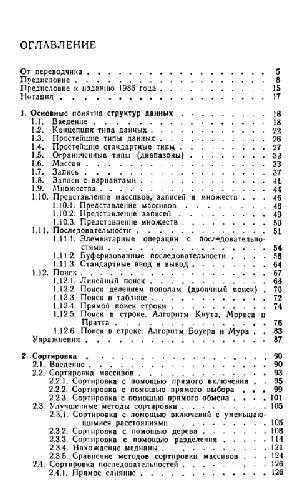 ОГЛАВЛЕНИЕ
От переводчика . . . 5
Предисловие . . . 8
Предисловие к изданию 1986 года . . . 15
Нотация . . . 17
1. Основные понятия структур данных . . . 18
1.1. Введение . . . 18
1.2. Концепция типа данных . . . 23
1.3. Простейшие типы данных . . . 26
1.4. Простейшие стандартные типы . . . 27
1.5. Ограниченные типы (диапазоны) . . . 32
1.6. Массив . . . 33
1.7. Запись . . . 37
1.8. Записи с вариантами . . . 41
1.9. Множества . . . 44
1.10. Представление массивов, записей и множеств . . . 46
1.10.1. Представление массивов . . . 46
1.10.2. Представление записей . . . 49
1.10.3. Представление множеств . . . 50
1.11. Последовательности . . . 51
1.11.1. Элементарные операции с последовательно-
стями . . . 54
1.11.2. Буферизованные последовательности . . . 58
1.11.3. Стандартные ввод и вывод . . . 64
1.12. Поиск . . . 67
1.12.1. Линейный поиск . . . 68
1.12.2. Поиск делением пополам (двоичный поиск) 70
1.12.3 Поиск в таблице . . . 72
1.12.4 Прямой поиск строки . . . 74
1.12.5. Поиск в строке. Алгоритм Кнута, Мориса и
Пратта . . . 76
1.12.6 Поиск в строке. Алгоритм Боуера и Мура . . 83
Упражнения . . . 87
2. Сортировка . . . 90
2.1. Введение . . . 90
2.2. Сортировка массивов . . . 93
2.2.1. Сортировка с помощью прямого включения . 95
2.2.2. Сортировка с помощью прямого выбора . . 99
2.2.3. Сортировка с помощью прямого обмена . . 101
2.3. Улучшенные методы сортировки . . . 105
2.3.1. Сортировка с помощью включений с уменьшаю-
щимися расстояниями . . . 105
2.3.2. Сортировка с помощью дерева . . . 108
2.3.3. Сортировка с помощью разделения . . . 114
2.3.4. Нахождение медианы . . . 121
2.3.5. Сравнение методов сортировки массивов . . 124
2.4. Сортировка последовательностей . . . 126
2.4.1. Прямое слияние . . . 126